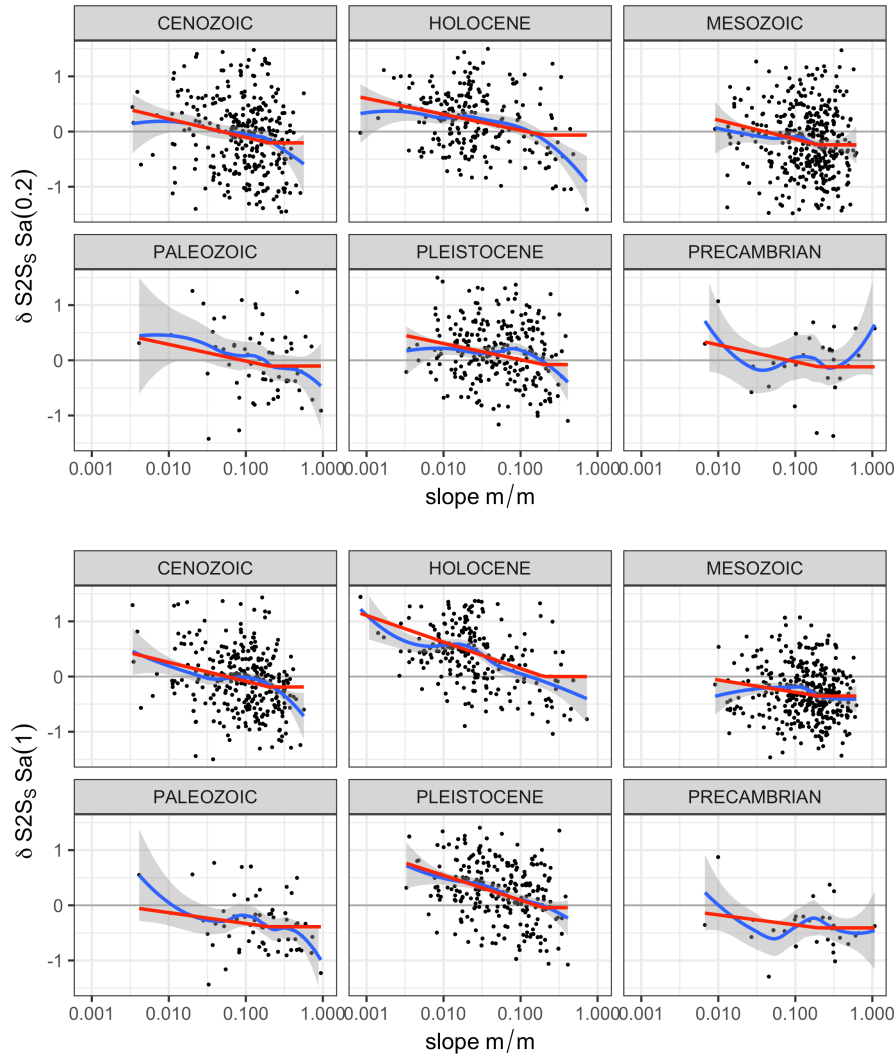 CENOZOIC HOLOCENE MESOZOIC
1
0
-1
PALEOZOIC PLEISTOCENE PRECAMBRIAN
1
0
-1
δ S2S_S Sa(0.2)
0.001 0.010 0.100 1.000 0.001 0.010 0.100 1.000 0.001 0.010 0.100 1.000
slope m/m
CENOZOIC HOLOCENE MESOZOIC
1
0
-1
PALEOZOIC PLEISTOCENE PRECAMBRIAN
1
0
-1
δ S2S_S Sa(1)
0.001 0.010 0.100 1.000 0.001 0.010 0.100 1.000 0.001 0.010 0.100 1.000
slope m/m